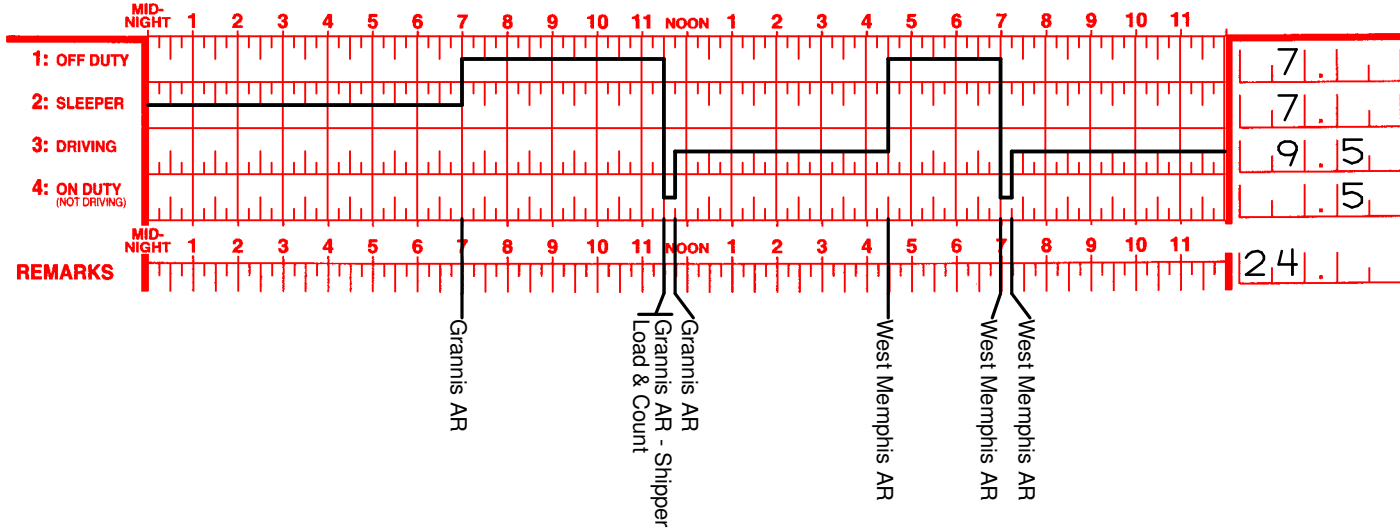 MID-
NIGHT 1 2 3 4 5 6 7 8 9 10 11 NOON 1 2 3 4 5 6 7 8 9 10 11
1: OFF DUTY 7.
2: SLEEPER 7.
3: DRIVING 9.5
4: ON DUTY .5
(NOT DRIVING)
MID-
NIGHT 1 2 3 4 5 6 7 8 9 10 11 NOON 1 2 3 4 5 6 7 8 9 10 11
REMARKS 24.
Grannis AR
Grannis AR - Shipper
Load & Count
Grannis AR
West Memphis AR
West Memphis AR
West Memphis AR